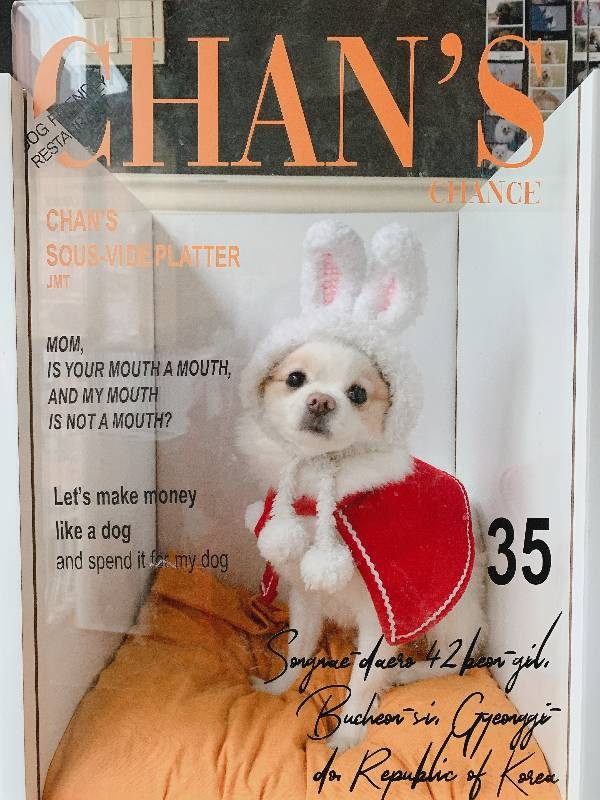 CHAN'S
DOG FRIENDLY
RESTAURANT
CHANCE
CHAN'S
SOUS-VIDE PLATTER
JMT
MOM,
IS YOUR MOUTH A MOUTH,
AND MY MOUTH
IS NOT A MOUTH?
Let's make money
like a dog
and spend it for my dog
35
Songnae-daero 42beon-gil,
Bucheon-si, Gyeonggi-
do, Republic of Korea